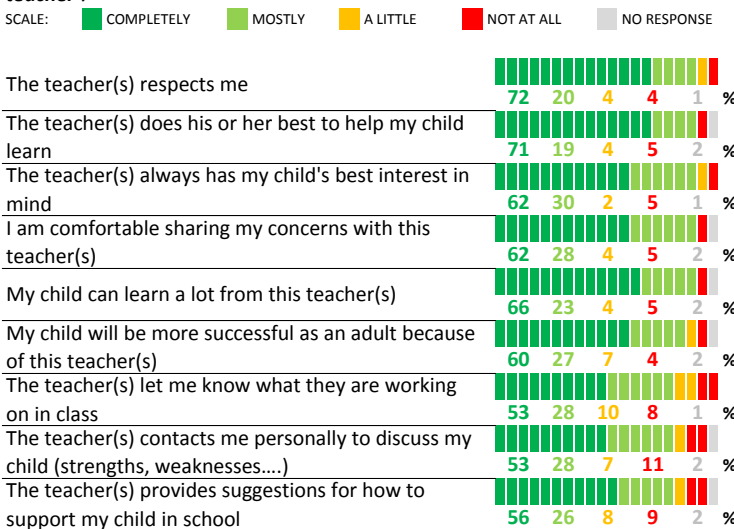 teacher?
SCALE: COMPLETELY MOSTLY A LITTLE NOT AT ALL NO RESPONSE
The teacher(s) respects me
72 20 4 4 1 %
The teacher(s) does his or her best to help my child
learn
71 19 4 5 2 %
The teacher(s) always has my child's best interest in
mind
62 30 2 5 1 %
I am comfortable sharing my concerns with this
teacher(s)
62 28 4 5 2 %
My child can learn a lot from this teacher(s)
66 23 4 5 2 %
My child will be more successful as an adult because
of this teacher(s)
60 27 7 4 2 %
The teacher(s) let me know what they are working
on in class
53 28 10 8 1 %
The teacher(s) contacts me personally to discuss my
child (strengths, weaknesses....)
53 28 7 11 2 %
The teacher(s) provides suggestions for how to
support my child in school
56 26 8 9 2 %